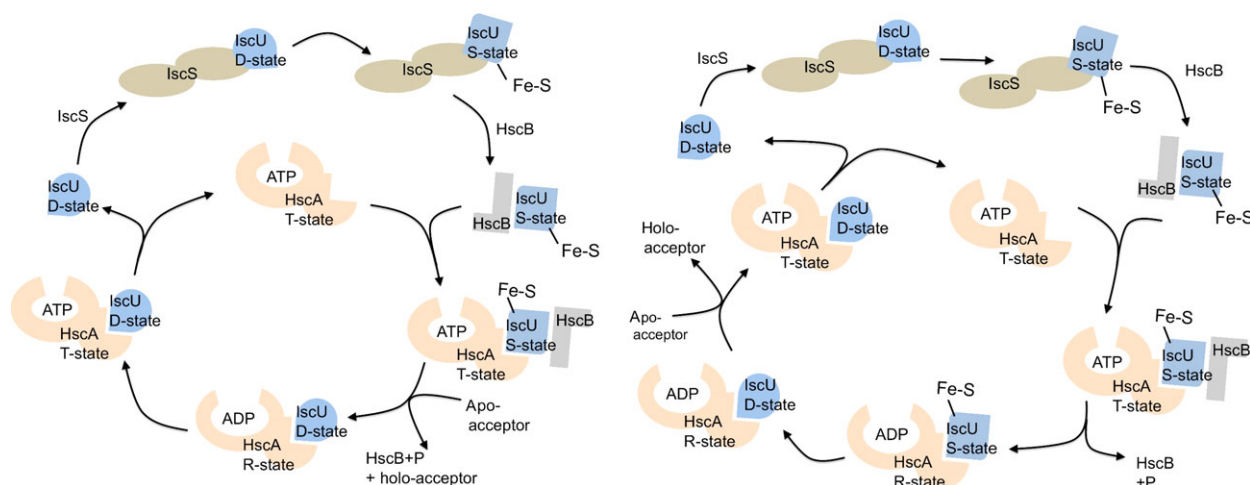 IscU
D-state
IscS
IscU
S-state
IscS
Fe-S
IscS
HscB
IscU
D-state
ATP
HscA
T-state
HscB
IscU
S-state
Fe-S
ATP
HscA
T-state
IscU
D-state
Fe-S
ATP
HscA
T-state
IscU
S-state
HscB
ADP
HscA
R-state
IscU
D-state
Apo-
acceptor
HscB+P
+ holo-acceptor
IscU
D-state
IscS
IscS
IscU
S-state
IscS
Fe-S
HscB
IscU
D-state
HscB
IscU
S-state
Fe-S
ATP
HscA
T-state
IscU
D-state
ATP
HscA
T-state
Holo-
acceptor
Apo-
acceptor
Fe-S
ATP
HscA
T-state
IscU
S-state
HscB
ADP
HscA
R-state
IscU
D-state
Fe-S
ADP
HscA
R-state
IscU
S-state
HscB
+P